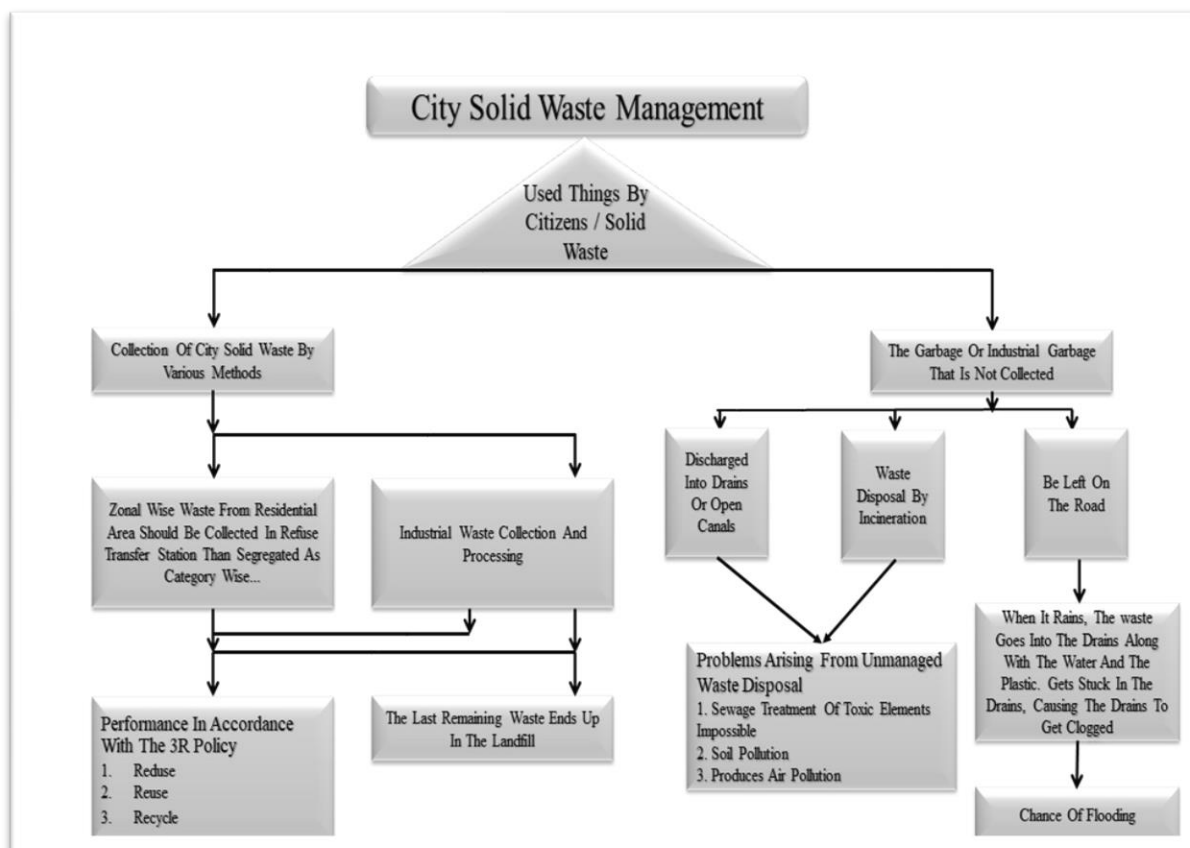 City Solid Waste Management
Used Things By
Citizens / Solid
Waste
Collection Of City Solid Waste By
Various Methods
The Garbage Or Industrial Garbage
That Is Not Collected
Zonal Wise Waste From Residential
Area Should Be Collected In Refuse
Transfer Station Than Segregated As
Category Wise...
Industrial Waste Collection And
Processing
Discharged
Into Drains
Or Open
Canals
Waste
Disposal By
Incineration
Be Left On
The Road
Performance In Accordance
With The 3R Policy
1. Reduse
2. Reuse
3. Recycle
The Last Remaining Waste Ends Up
In The Landfill
Problems Arising From Unmanaged
Waste Disposal
1. Sewage Treatment Of Toxic Elements
Impossible
2. Soil Pollution
3. Produces Air Pollution
When It Rains, The waste
Goes Into The Drains Along
With The Water And The
Plastic. Gets Stuck In The
Drains, Causing The Drains To
Get Clogged
Chance Of Flooding